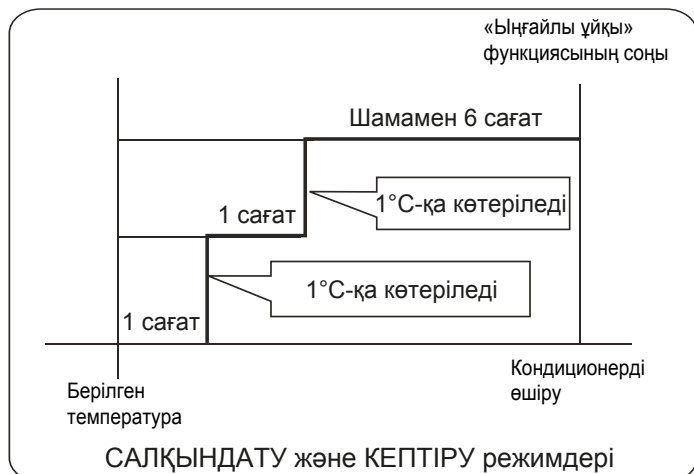 «Ыңғайлы ұйқы»
функциясының соңы
Шамамен 6 сағат
1°C-қа көтеріледі
1 сағат
1°C-қа көтеріледі
1 сағат
Берілген
температура
Кондиционерді
өшіру
САЛҚЫНДАТУ және КЕПТІРУ режимдері